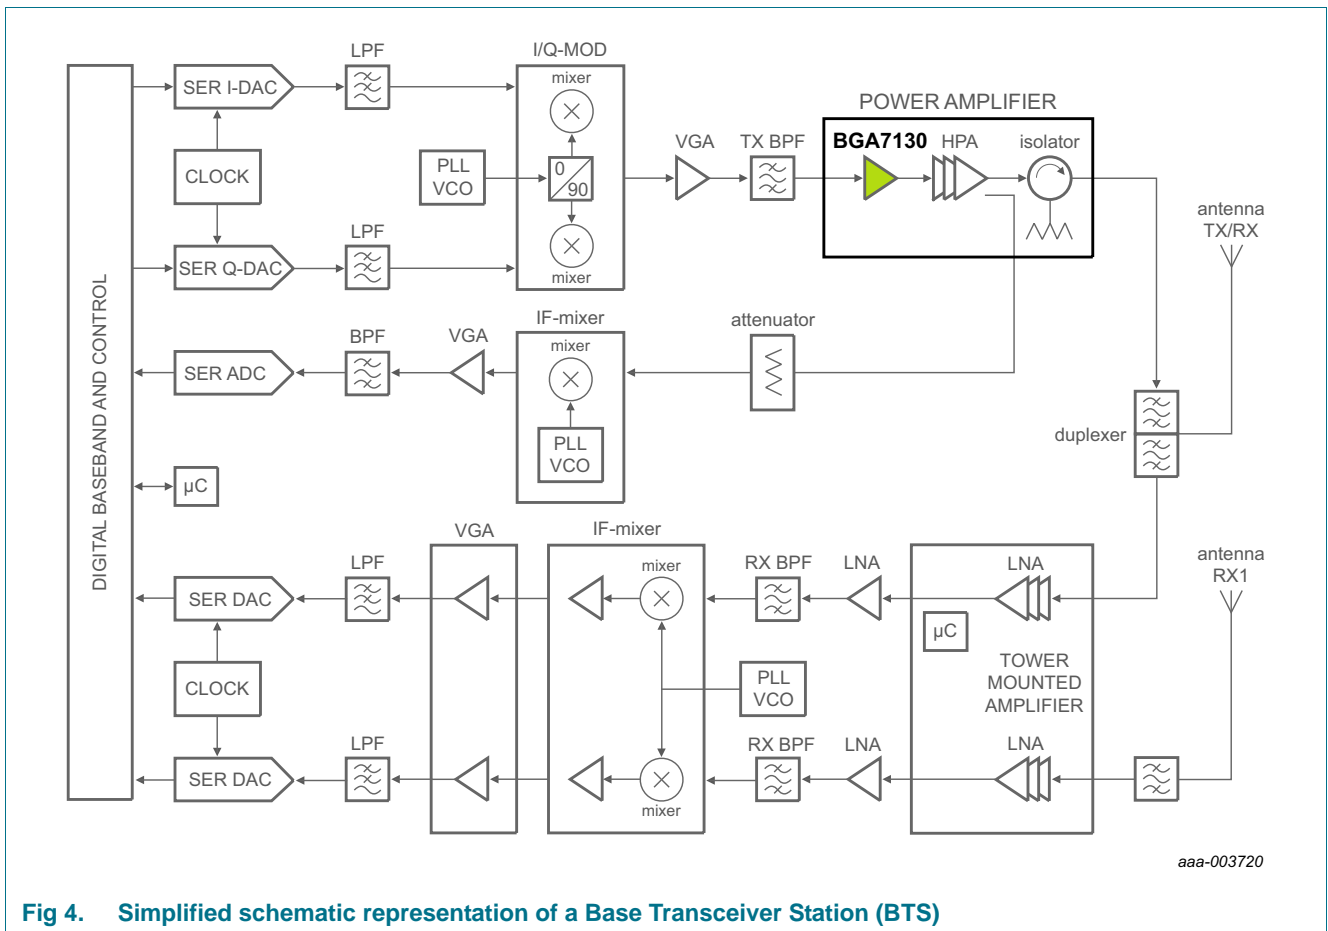 LPF
I/Q-MOD
SER I-DAC
mixer
POWER AMPLIFIER
CLOCK
PLL
VCO
0
90
VGA
TX BPF
BGA7130
HPA
isolator
LPF
SER Q-DAC
mixer
antenna
TX/RX
DIGITAL BASEBAND AND CONTROL
BPF
VGA
IF-mixer
mixer
attenuator
SER ADC
PLL
VCO
duplexer
µC
VGA
IF-mixer
LPF
mixer
RX BPF
LNA
LNA
antenna
RX1
SER DAC
µC
CLOCK
PLL
VCO
TOWER
MOUNTED
AMPLIFIER
LPF
RX BPF
LNA
LNA
SER DAC
mixer
aaa-003720
Fig 4. Simplified schematic representation of a Base Transceiver Station (BTS)